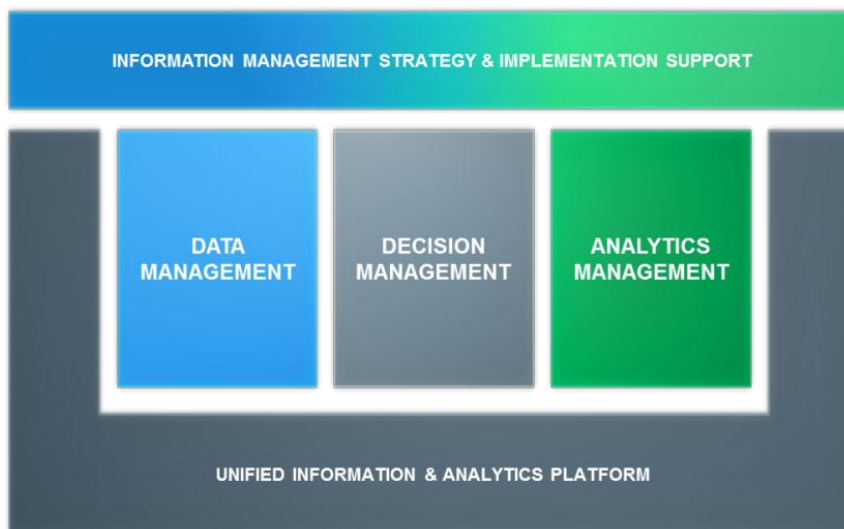 INFORMATION MANAGEMENT STRATEGY & IMPLEMENTATION SUPPORT
DATA
MANAGEMENT
DECISION
MANAGEMENT
ANALYTICS
MANAGEMENT
UNIFIED INFORMATION & ANALYTICS PLATFORM